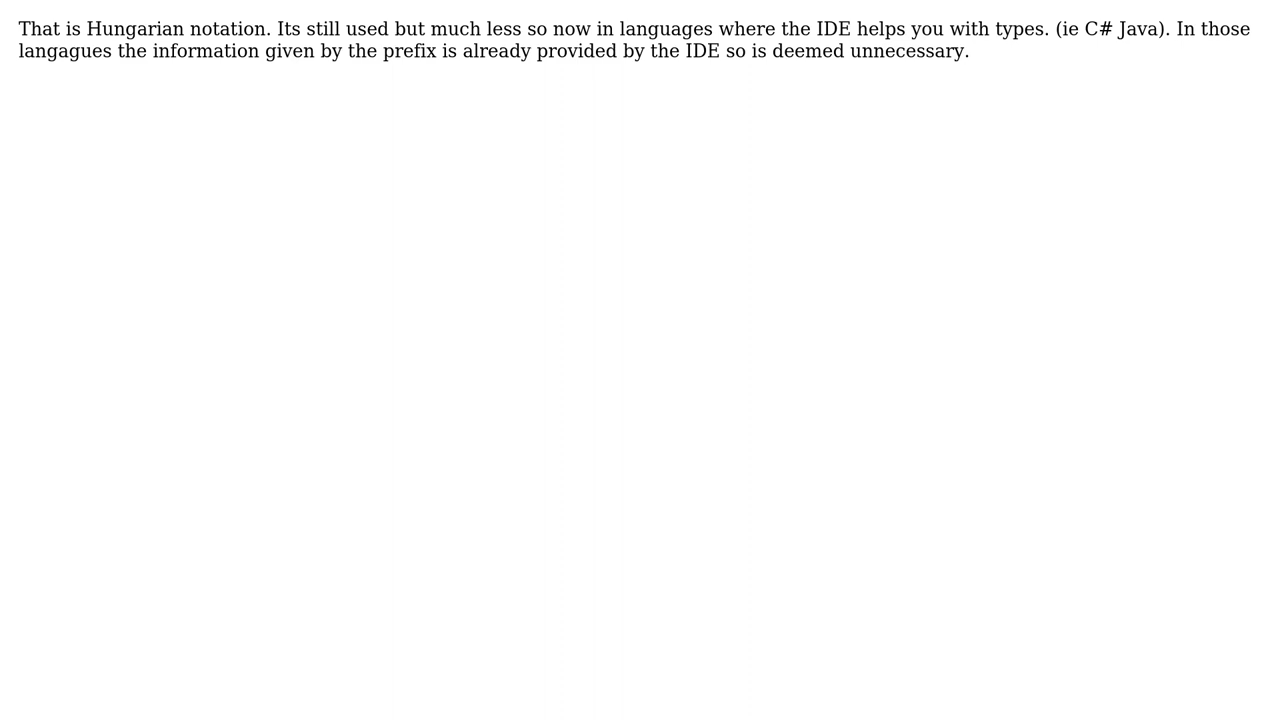 That is Hungarian notation. Its still used but much less so now in languages where the IDE helps you with types. (ie C# Java). In those
langagues the information given by the prefix is already provided by the IDE so is deemed unnecessary.